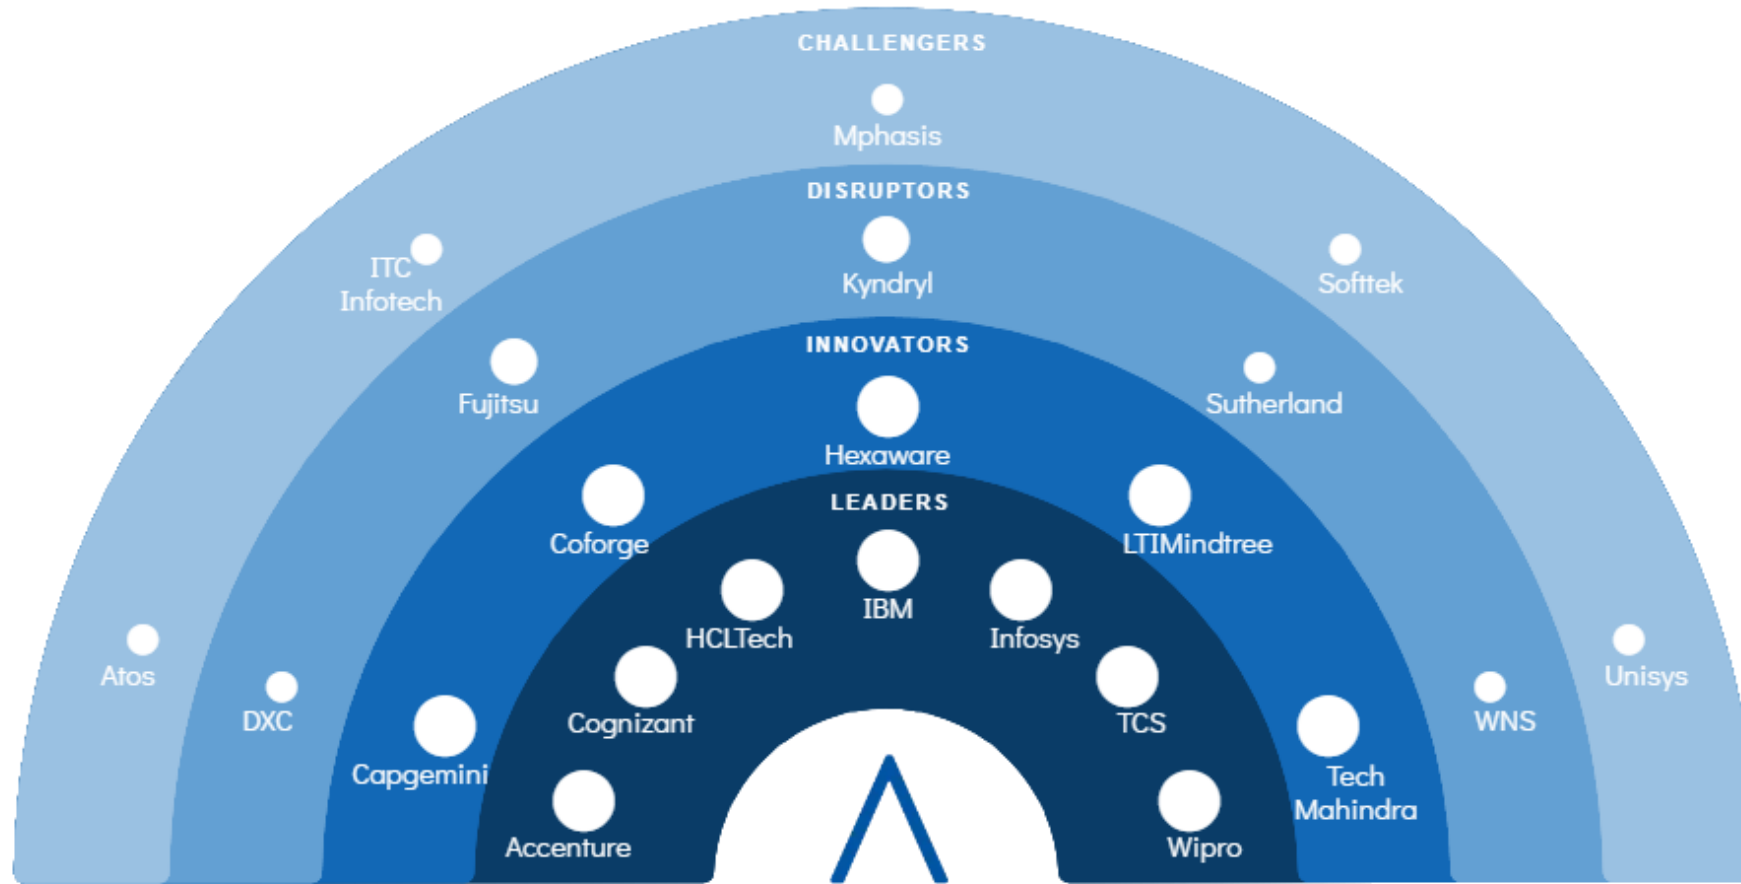 CHALLENGERS
Mphasis
ITC
Infotech
Softtek
Atos
Unisys
DISRUPTORS
Kyndryl
Fujitsu
Sutherland
DXC
WNS
INNOVATORS
Hexaware
Coforge
LTIMindtree
Capgemini
Tech
Mahindra
LEADERS
IBM
HCLTech
Infosys
Cognizant
TCS
Accenture
Wipro